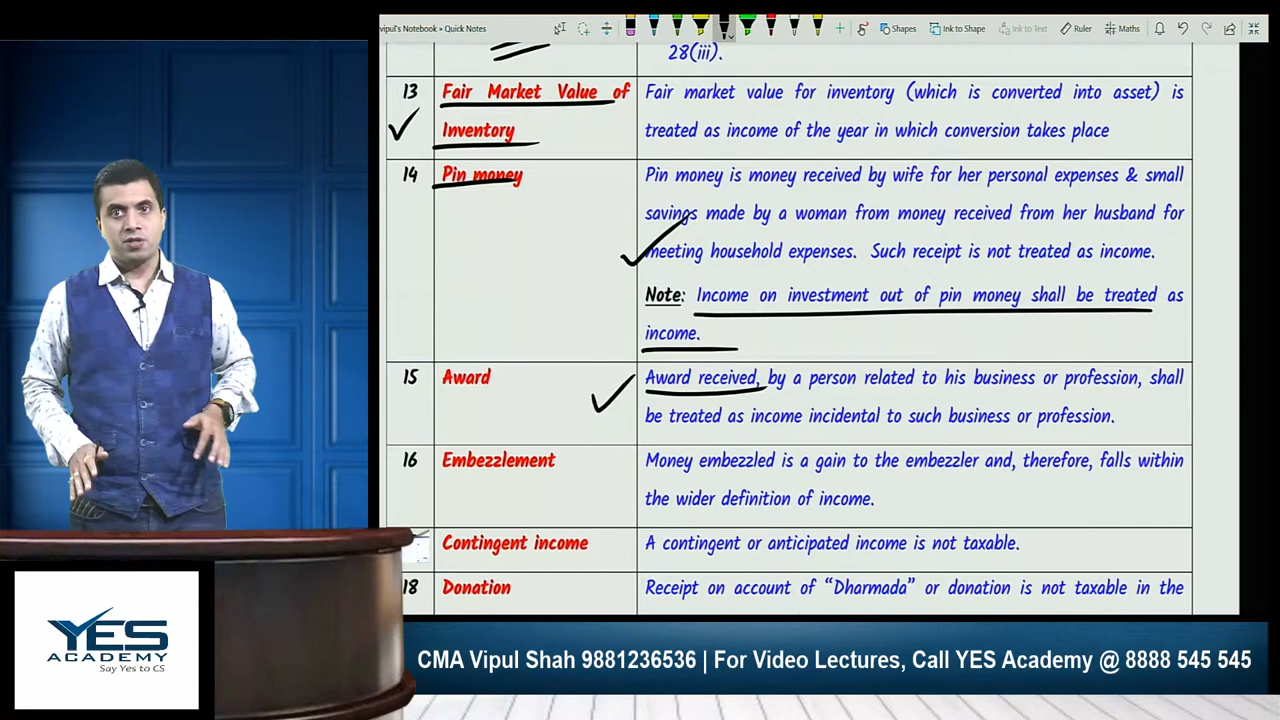 vipul's Notebook » Quick Notes
Shapes
Ink to Shape
Ink to Text
Ruler
Maths
28(iii).
13 Fair Market Value of Fair market value for inventory (which is converted into asset) is
Inventory treated as income of the year in which conversion takes place
14 Pin money Pin money is money received by wife for her personal expenses & small
savings made by a woman from money received from her husband for
meeting household expenses. Such receipt is not treated as income.
Note: Income on investment out of pin money shall be treated as
income.
15 Award Award received, by a person related to his business or profession, shall
be treated as income incidental to such business or profession.
16 Embezzlement Money embezzled is a gain to the embezzler and, therefore, falls within
the wider definition of income.
Contingent income A contingent or anticipated income is not taxable.
18 Donation Receipt on account of “Dharmada” or donation is not taxable in the
YES
ACADEMY
Say Yes to CS
CMA Vipul Shah 9881236536 | For Video Lectures, Call YES Academy @ 8888 545 545